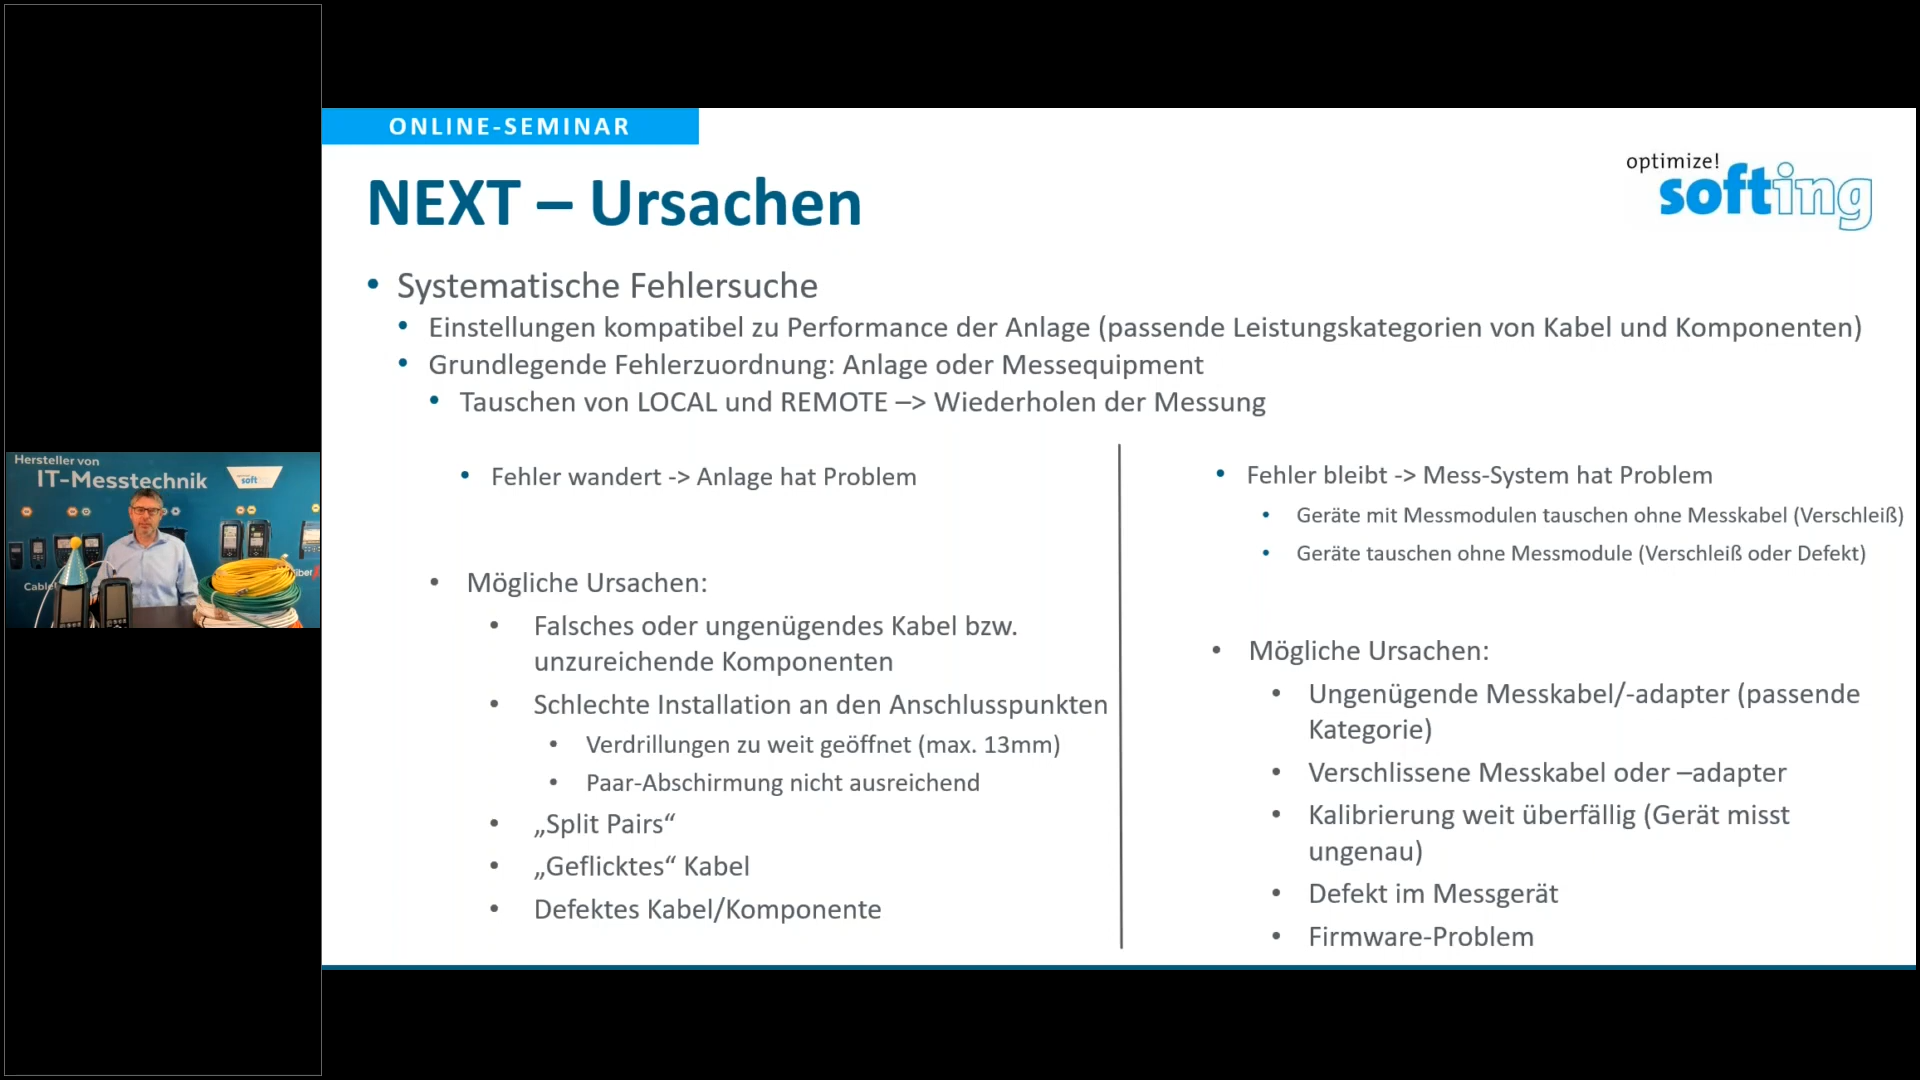 ONLINE-SEMINAR
optimize!
softing
NEXT – Ursachen
• Systematische Fehlersuche
• Einstellungen kompatibel zu Performance der Anlage (passende Leistungskategorien von Kabel und Komponenten)
• Grundlegende Fehlerzuordnung: Anlage oder Messequipment
• Tauschen von LOCAL und REMOTE –> Wiederholen der Messung
• Fehler wandert -> Anlage hat Problem
• Mögliche Ursachen:
• Falsches oder ungenügendes Kabel bzw.
unzureichende Komponenten
• Schlechte Installation an den Anschlusspunkten
• Verdrillungen zu weit geöffnet (max. 13mm)
• Paar-Abschirmung nicht ausreichend
• „Split Pairs“
• „Geflicktes“ Kabel
• Defektes Kabel/Komponente
• Fehler bleibt -> Mess-System hat Problem
• Geräte mit Messmodulen tauschen ohne Messkabel (Verschleiß)
• Geräte tauschen ohne Messmodule (Verschleiß oder Defekt)
• Mögliche Ursachen:
• Ungenügende Messkabel/-adapter (passende
Kategorie)
• Verschlissene Messkabel oder –adapter
• Kalibrierung weit überfällig (Gerät misst
ungenau)
• Defekt im Messgerät
• Firmware-Problem
Hersteller von
IT-Messtechnik
soft
Cable